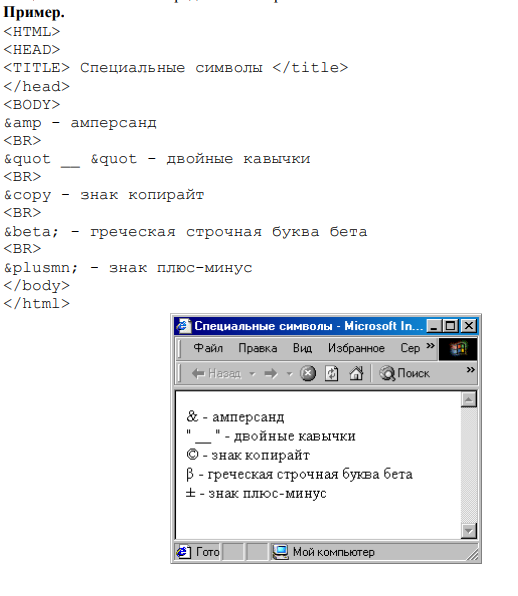 Пример.
<HTML>
<HEAD>
<TITLE> Специальные символы </title>
</head>
<BODY>
&amp – амперсанд
<BR>
&quot __ &quot – двойные кавычки
<BR>
&copy – знак копирайт
<BR>
&beta; – греческая строчная буква бета
<BR>
&plusmn; – знак плюс-минус
</body>
</html>
Специальные символы - Microsoft In...
Файл Правка Вид Избранное Сер »
Назад Поиск »
& - амперсанд
" __ " - двойные кавычки
© - знак копирайт
β - греческая строчная буква бета
± - знак плюс-минус
Гото Мой компьютер